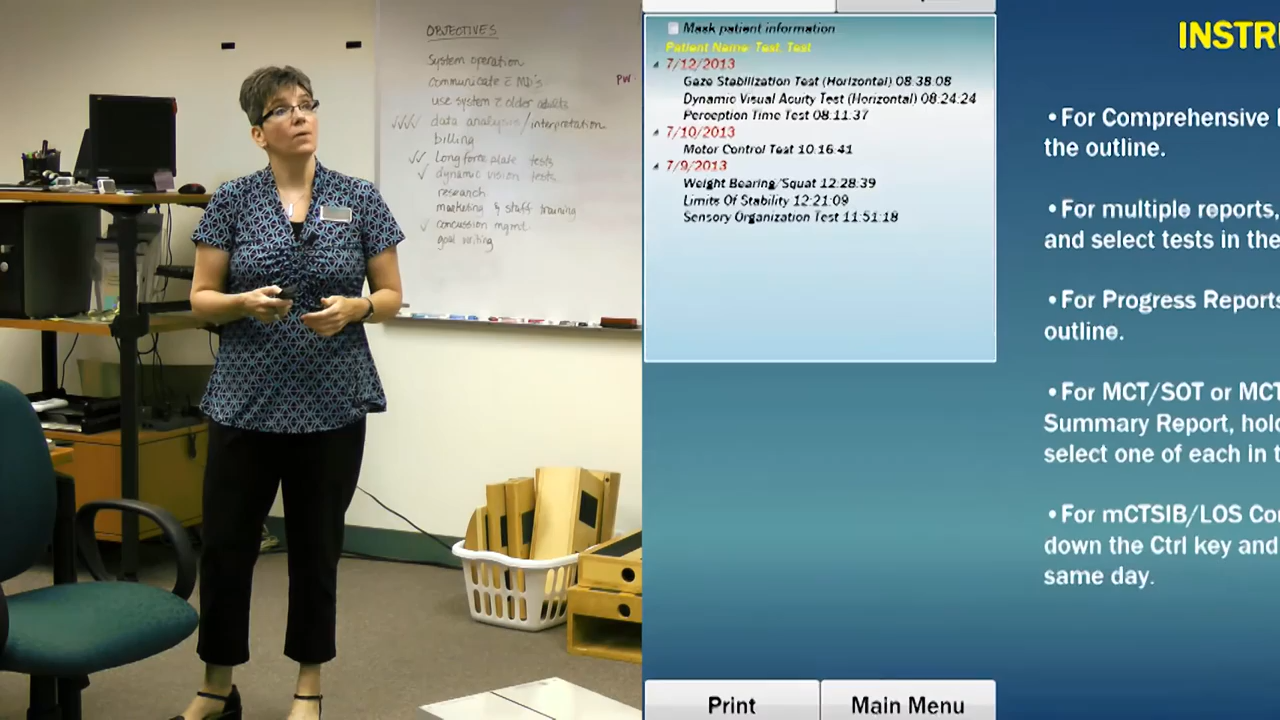 OBJECTIVES
System operation
communicate c̄ MD's
use system c̄ older adults
data analysis/interpretation
billing
Long force plate tests
dynamic vision tests
research
marketing & staff training
concussion mgmt
goal writing
PW
Mask patient information
Patient Name: Test, Test
7/12/2013
Gaze Stabilization Test (Horizontal) 08:38:08
Dynamic Visual Acuity Test (Horizontal) 08:24:24
Perception Time Test 08:11:37
7/10/2013
Motor Control Test 10:16:41
7/9/2013
Weight Bearing/Squat 12:28:39
Limits Of Stability 12:21:09
Sensory Organization Test 11:51:18
Print
Main Menu
INSTR
•For Comprehensive
the outline.
•For multiple reports,
and select tests in the
•For Progress Reports
outline.
•For MCT/SOT or MCT
Summary Report, hol
select one of each in t
•For mCTSIB/LOS Co
down the Ctrl key and
same day.